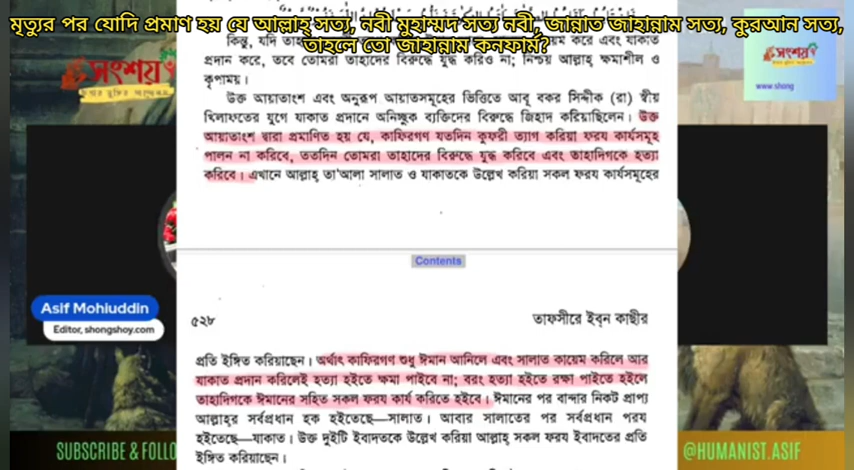 মৃত্যুর পর যোদি প্রমাণ হয় যে আল্লাহ্ সত্য, নবী মুহাম্মদ সত্য নবী, জান্নাত জাহান্নাম সত্য, কুরআন সত্য,
তাহলে তো জাহান্নাম কনফার্ম?
কিন্তু, যদি তাহা
য়েম করে এবং যাকাত
প্রদান করে, তবে তোমরা তাহাদের বিরুদ্ধে যুদ্ধ করিও না; নিশ্চয় আল্লাহ্ ক্ষমাশীল ও
কৃপাময়।
উক্ত আয়াতাংশ এবং অনুরূপ আয়াতসমূহের ভিত্তিতে আবূ বকর সিদ্দীক (রা) স্বীয়
খিলাফতের যুগে যাকাত প্রদানে অনিচ্ছুক ব্যক্তিদের বিরুদ্ধে জিহাদ করিয়াছিলেন। উক্ত
আয়াতাংশ দ্বারা প্রমাণিত হয় যে, কাফিরগণ যতদিন কুফরী ত্যাগ করিয়া ফরয কার্যসমূহ
পালন না করিবে, ততদিন তোমরা তাহাদের বিরুদ্ধে যুদ্ধ করিবে এবং তাহাদিগকে হত্যা
করিবে। এখানে আল্লাহ্ তা'আলা সালাত ও যাকাতকে উল্লেখ করিয়া সকল ফরয কার্যসমূহের
সংশয়
www.shong
Contents
Asif Mohiuddin
Editor, shongshoy.com
৫২৮
তাফসীরে ইব্‌ন কাছীর
প্রতি ইঙ্গিত করিয়াছেন। অর্থাৎ কাফিরগণ শুধু ঈমান আনিলে এবং সালাত কায়েম করিলে আর
যাকাত প্রদান করিলেই হত্যা হইতে ক্ষমা পাইবে না; বরং হত্যা হইতে রক্ষা পাইতে হইলে
তাহাদিগকে ঈমানের সহিত সকল ফরয কার্য করিতে হইবে। ঈমানের পর বান্দার নিকট প্রাপ্য
আল্লাহ্‌র সর্বপ্রধান হক হইতেছে—সালাত। আবার সালাতের পর সর্বপ্রধান ফরয
হইতেছে—যাকাত। উক্ত দুইটি ইবাদতকে উল্লেখ করিয়া আল্লাহ্ সকল ফরয ইবাদতের প্রতি
ইঙ্গিত করিয়াছেন।
SUBSCRIBE & FOLLO
@HUMANIST.ASIF